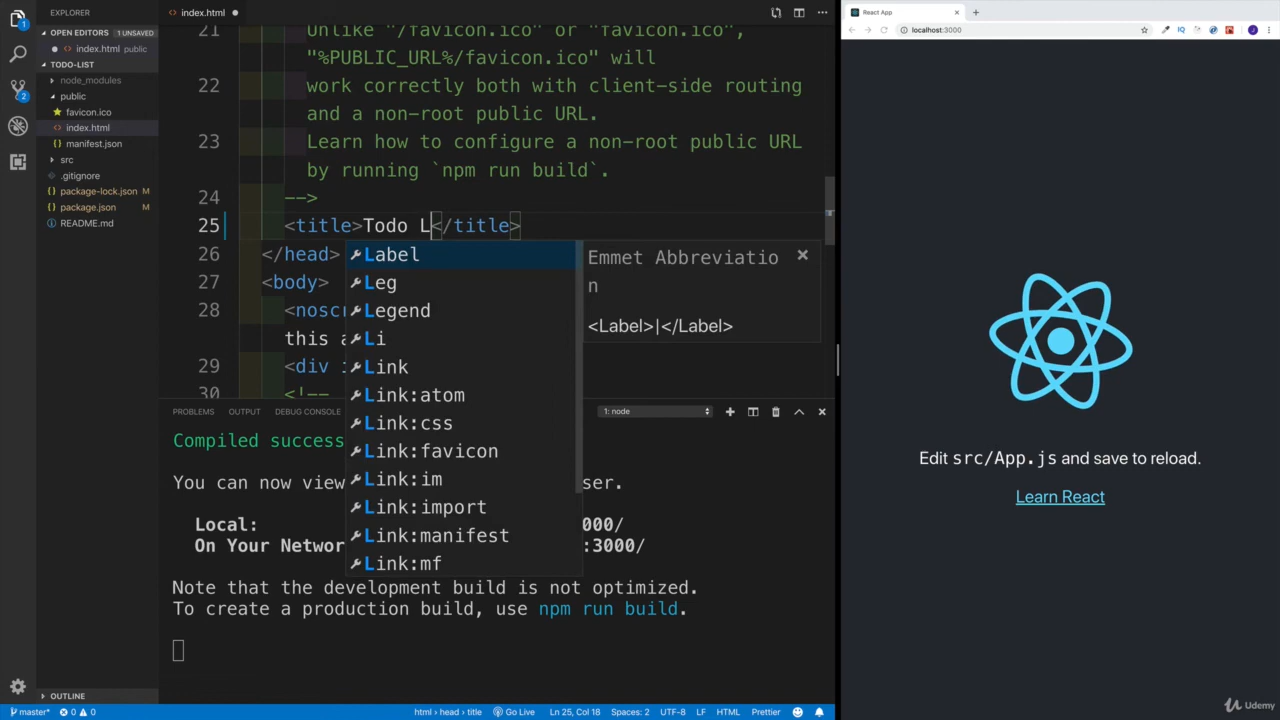 EXPLORER
OPEN EDITORS 1 UNSAVED
index.html public
TODO-LIST
node_modules
public
favicon.ico
index.html
manifest.json
src
.gitignore
package-lock.json M
package.json M
README.md
OUTLINE
2
index.html
21
Unlike "/favicon.ico" or "favicon.ico",
"%PUBLIC_URL%/favicon.ico" will
22 work correctly both with client-side routing
and a non-root public URL.
23 Learn how to configure a non-root public URL
by running `npm run build`.
24 -->
25 <title>Todo L</title>
26 </head>
27 <body>
28 <noscr
this a
29 <div i
30 <!--
Label
Leg
Legend
Li
Link
Link:atom
Link:css
Link:favicon
Link:im
Link:import
Link:manifest
Link:mf
Emmet Abbreviatio
n
<Label>|</Label>
PROBLEMS OUTPUT DEBUG CONSOLE 1: node
Compiled success
You can now view ser.
Local: 000/
On Your Networ :3000/
Note that the development build is not optimized.
To create a production build, use npm run build.
master* 0 0 html > head > title Go Live Ln 25, Col 18 Spaces: 2 UTF-8 LF HTML Prettier
React App
localhost:3000
IQ
J
Edit src/App.js and save to reload.
Learn React
Udemy